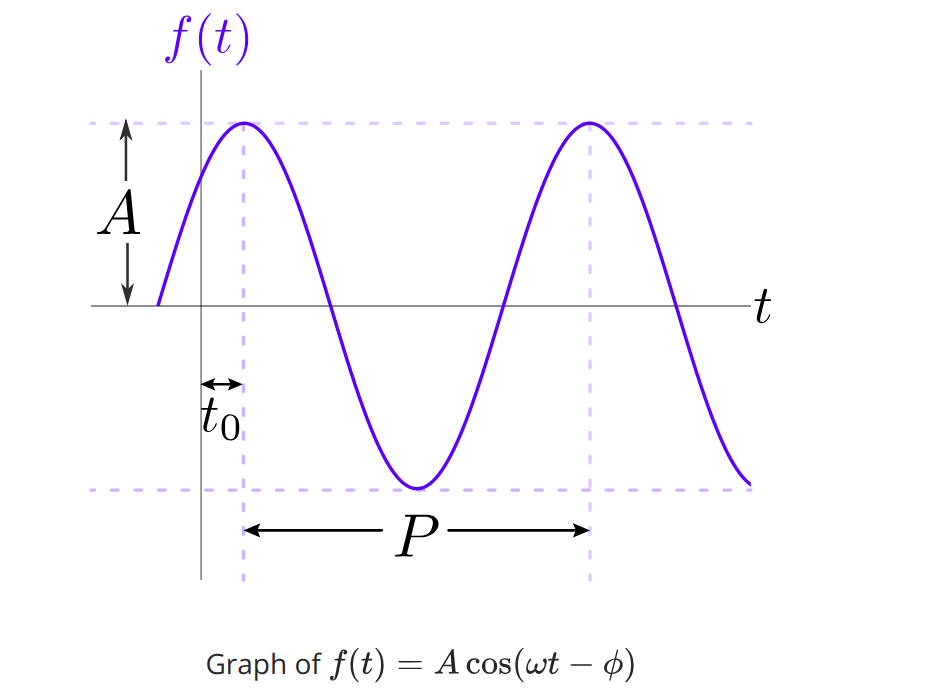 f(t)
A
t
t₀
P
Graph of f(t) = A cos(ωt − ϕ)